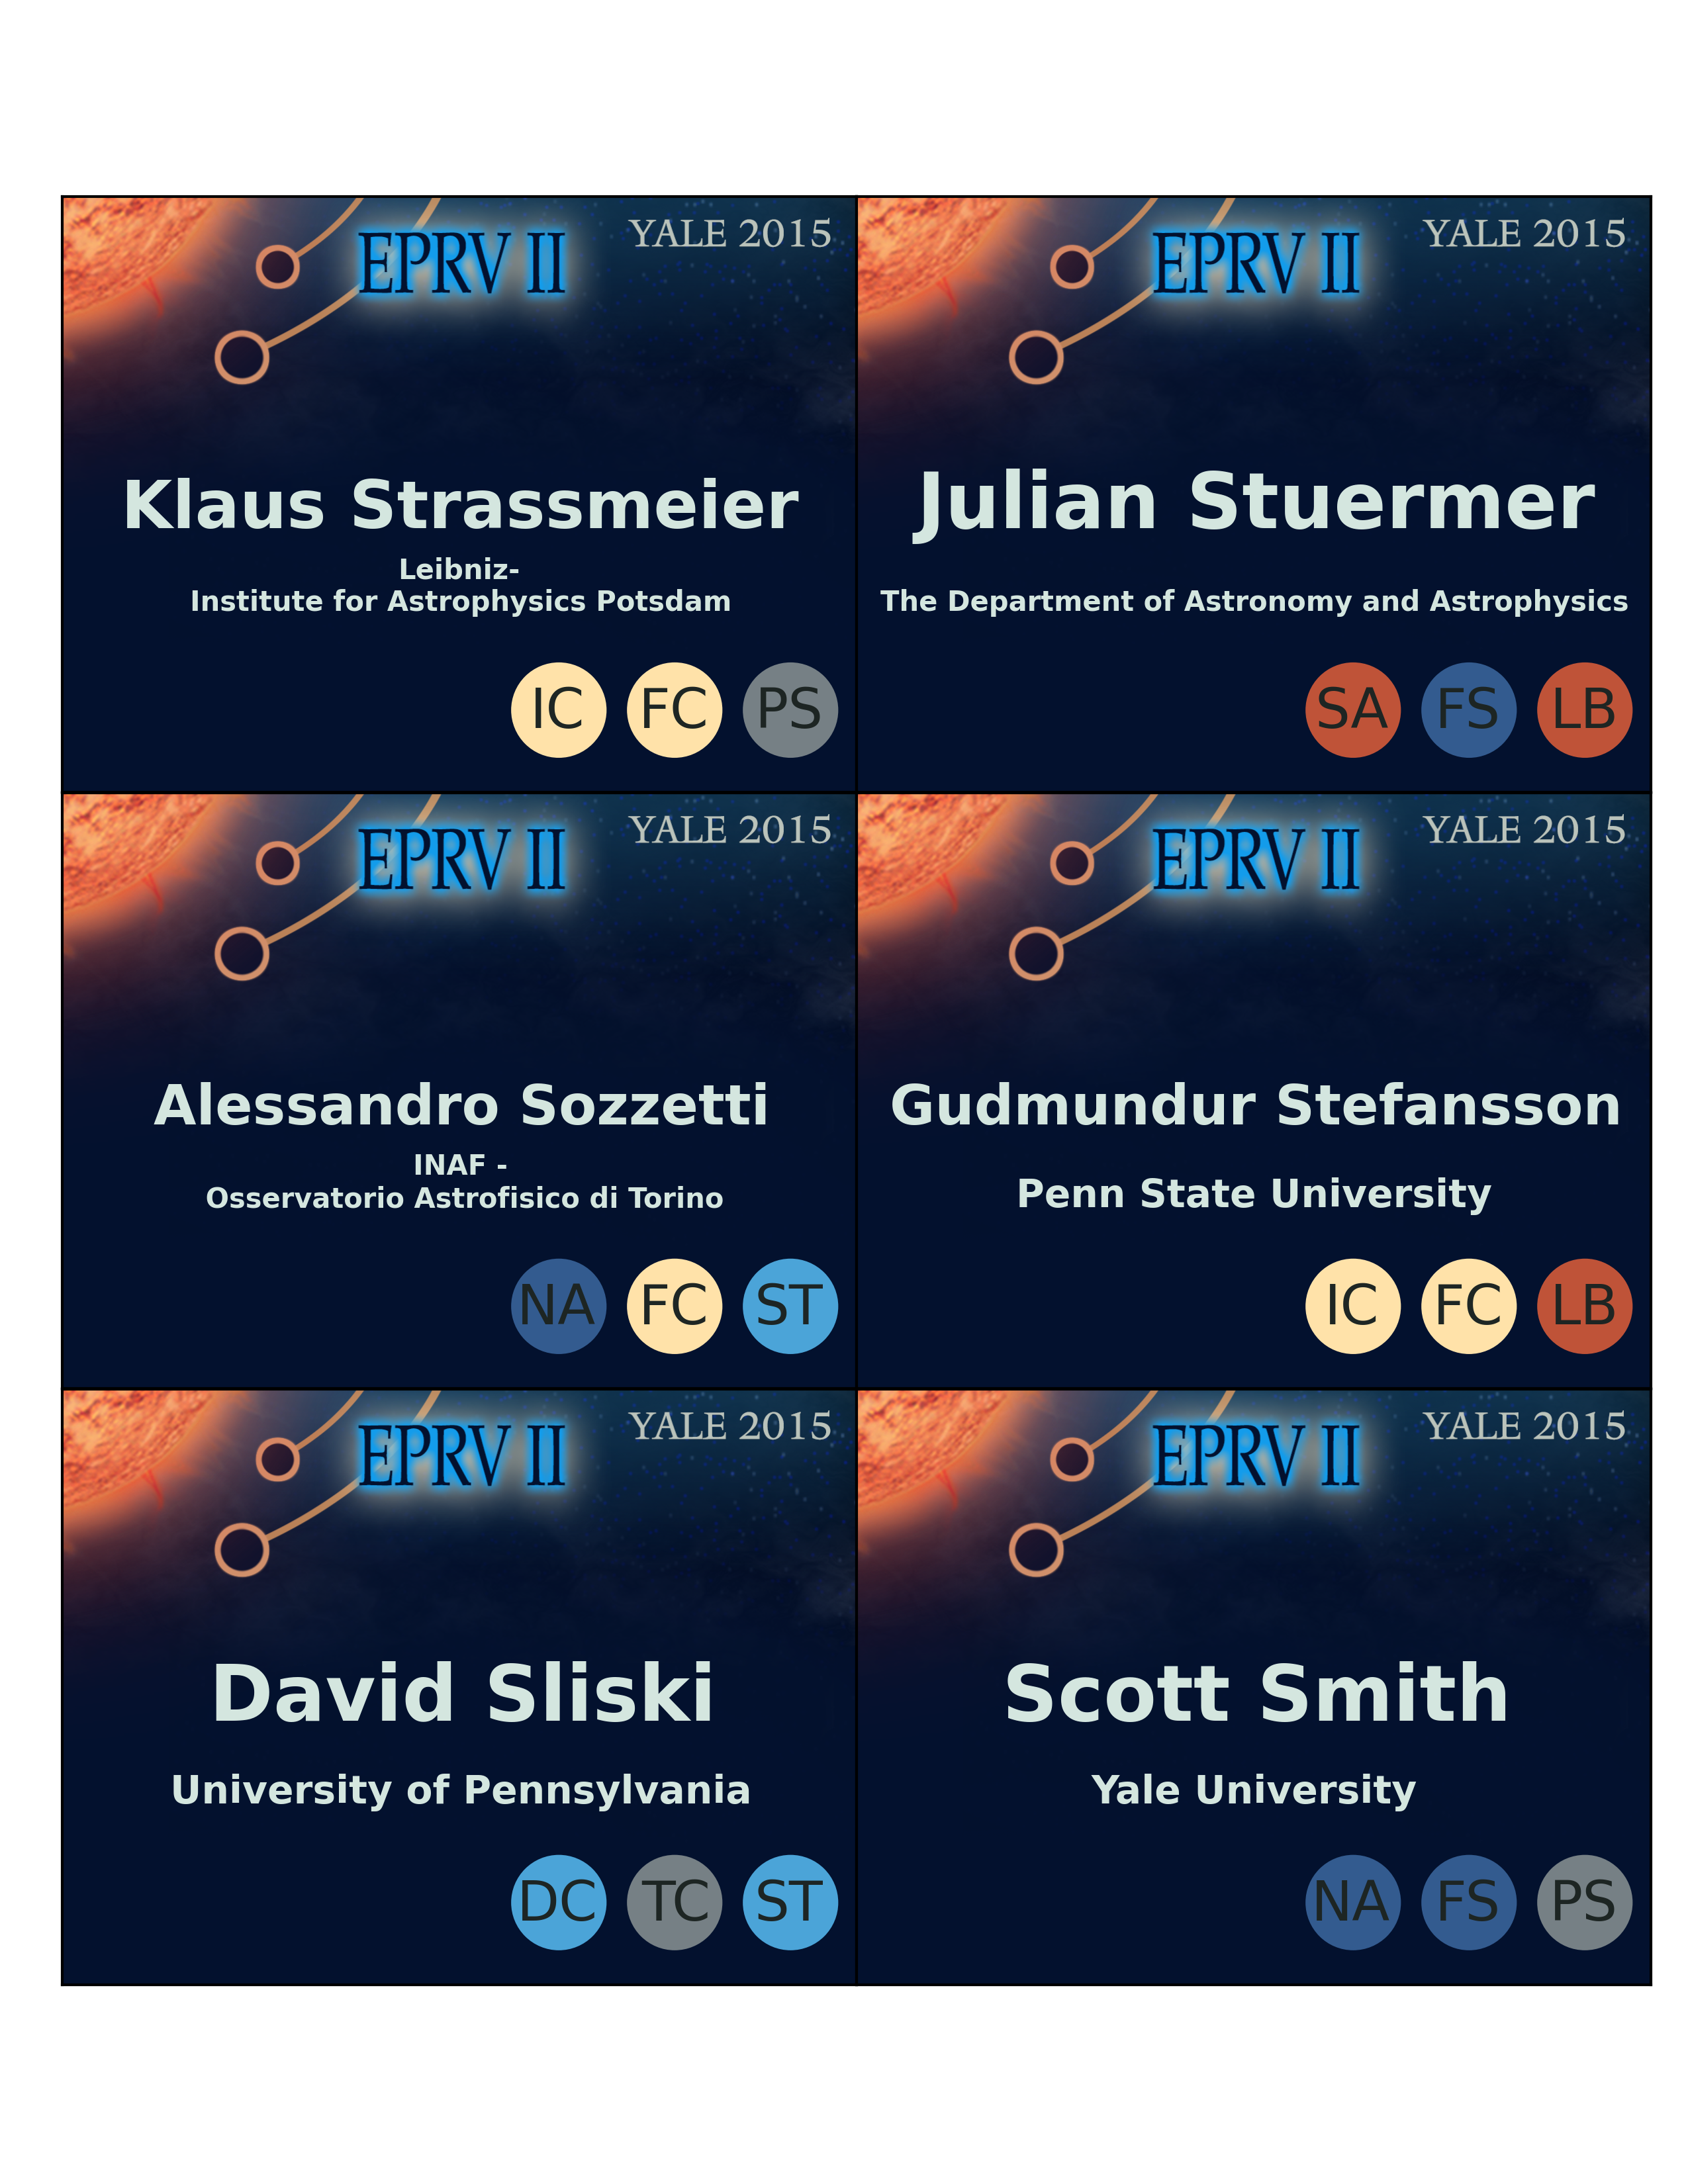 EPRV II
YALE 2015
Klaus Strassmeier
Leibniz-
Institute for Astrophysics Potsdam
IC FC PS
EPRV II
YALE 2015
Julian Stuermer
The Department of Astronomy and Astrophysics
SA FS LB
EPRV II
YALE 2015
Alessandro Sozzetti
INAF -
Osservatorio Astrofisico di Torino
NA FC ST
EPRV II
YALE 2015
Gudmundur Stefansson
Penn State University
IC FC LB
EPRV II
YALE 2015
David Sliski
University of Pennsylvania
DC TC ST
EPRV II
YALE 2015
Scott Smith
Yale University
NA FS PS